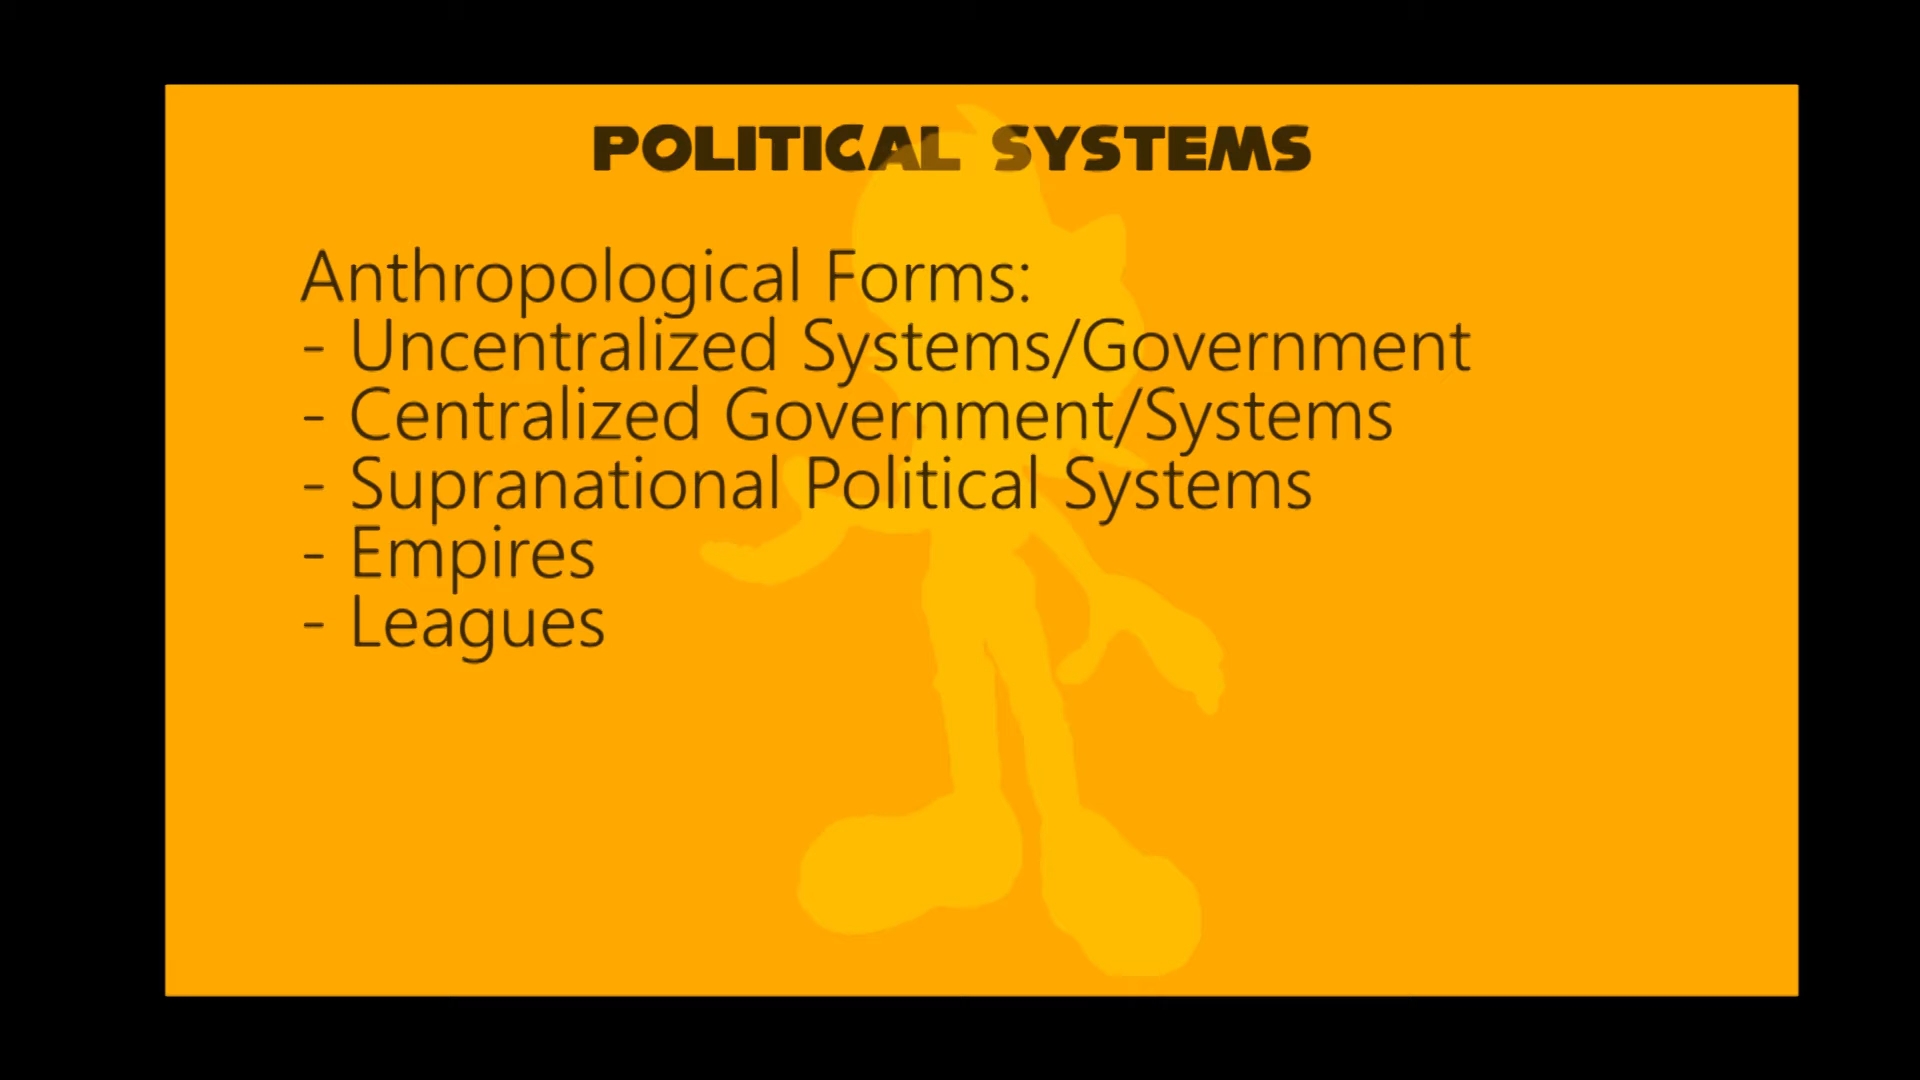 POLITICAL SYSTEMS
Anthropological Forms:
- Uncentralized Systems/Government
- Centralized Government/Systems
- Supranational Political Systems
- Empires
- Leagues